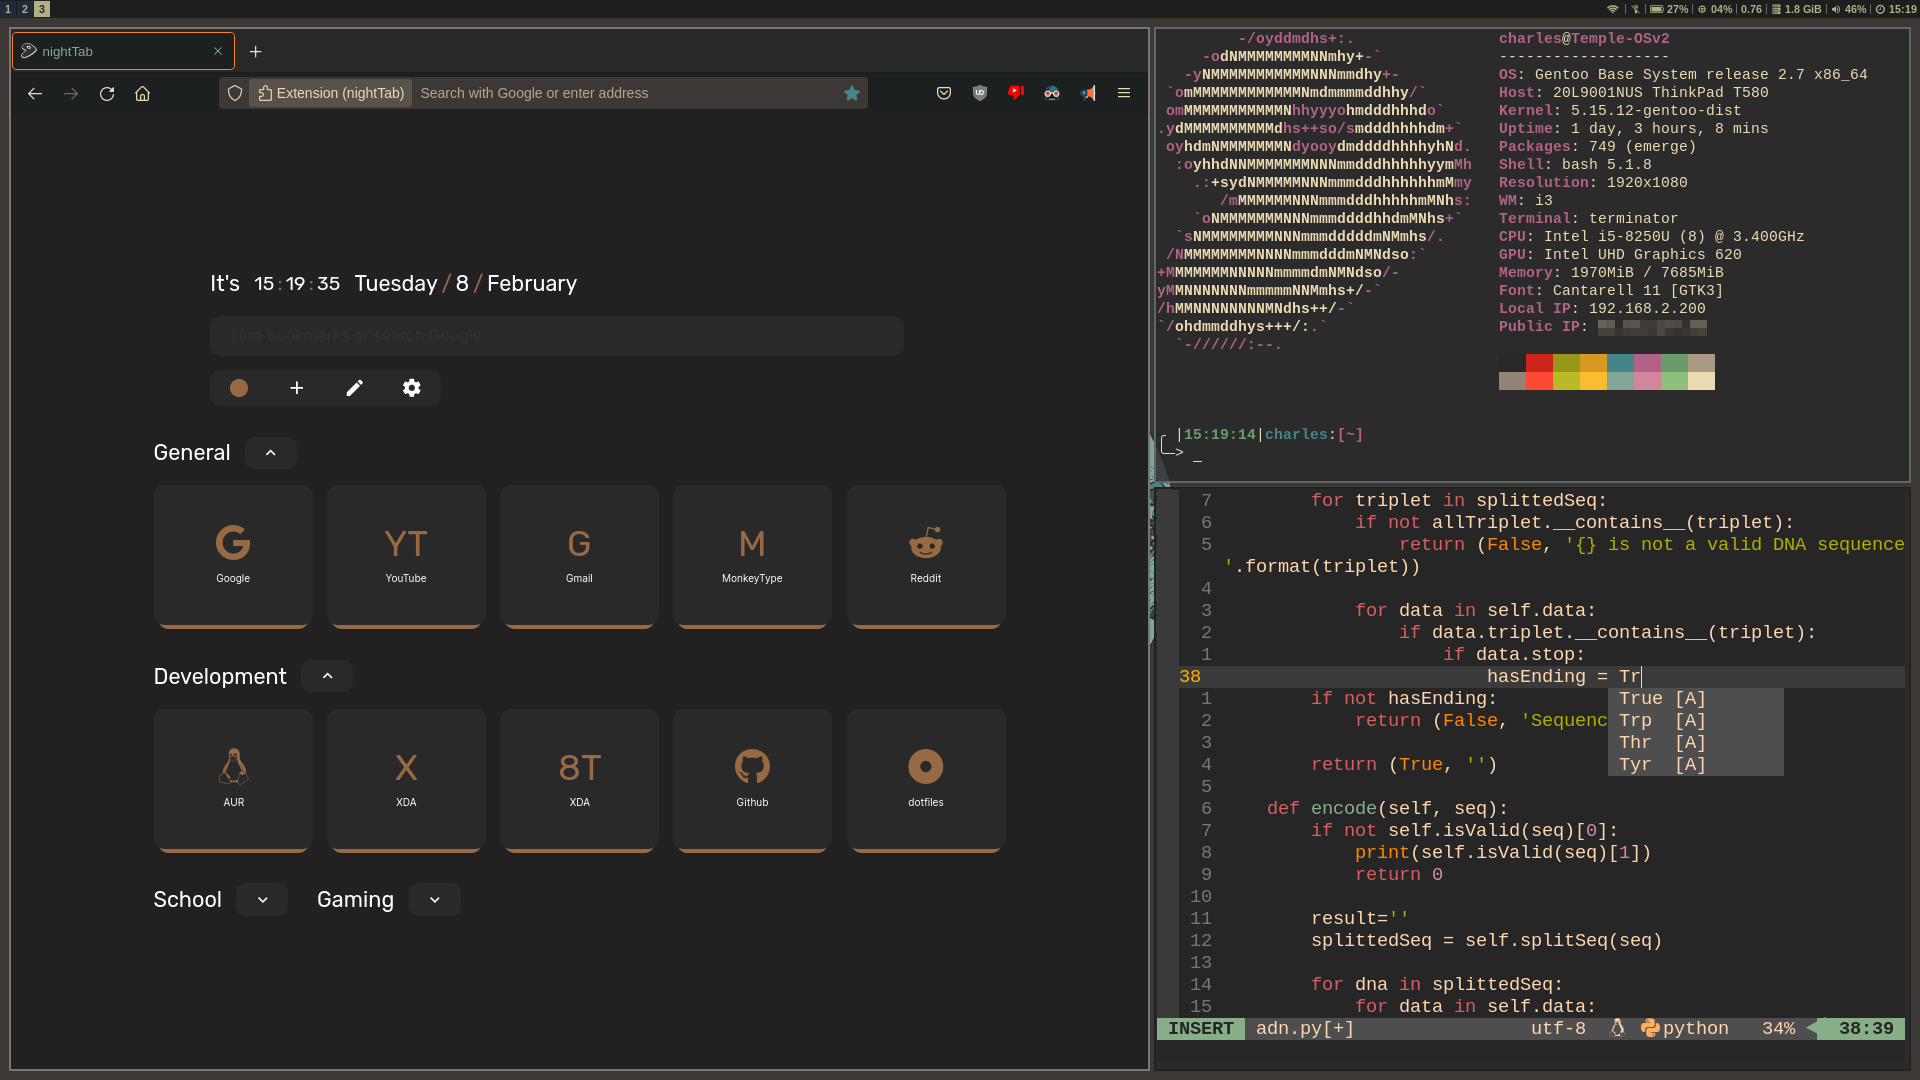 1 2 3
27% | 04% | 0.76 | 1.8 GiB | 46% | 15:19
nightTab
Extension (nightTab) Search with Google or enter address
It's 15:19:35 Tuesday / 8 / February
Find bookmarks or search Google
General
Google
YT
YouTube
G
Gmail
M
MonkeyType
Reddit
Development
AUR
X
XDA
8T
XDA
Github
dotfiles
School
Gaming
-/oyddmdhs+:.
-odNMMMMMMMMNNmhy+-`
-yNMMMMMMMMMMMNNNmmdhy+-
`omMMMMMMMMMMMMNmdmmmmddhhy/`
omMMMMMMMMMMMNhhyyyohmdddhhhdo`
.ydMMMMMMMMMMdhs++so/smdddhhhhdm+`
oyhdmNMMMMMMMNdyooydmddddhhhhyhNd.
:oyhhdNNMMMMMMMNNNmmdddhhhhhyymMh
.:+sydNMMMMMNNNmmmdddhhhhhhmMmy
/mMMMMMMNNNmmmdddhhhhhmMNhs:
`oNMMMMMMMNNNmmmddddhhdmMNhs+`
`sNMMMMMMMMNNNmmmdddddmNMmhs/.
/NMMMMMMMMNNNNmmmdddmNMNdso:`
+MMMMMMMNNNNNmmmmdmNMNdso/-
yMMNNNNNNNmmmmmNNMmhs+/-`
/hMMNNNNNNNNMNdhs++/-`
`/ohdmmddhys+++/:.`
`-//////:--.
charles@Temple-OSv2
-------------------
OS: Gentoo Base System release 2.7 x86_64
Host: 20L9001NUS ThinkPad T580
Kernel: 5.15.12-gentoo-dist
Uptime: 1 day, 3 hours, 8 mins
Packages: 749 (emerge)
Shell: bash 5.1.8
Resolution: 1920x1080
WM: i3
Terminal: terminator
CPU: Intel i5-8250U (8) @ 3.400GHz
GPU: Intel UHD Graphics 620
Memory: 1970MiB / 7685MiB
Font: Cantarell 11 [GTK3]
Local IP: 192.168.2.200
Public IP:
|15:19:14|charles:[~]
> _
7 for triplet in splittedSeq:
6 if not allTriplet.__contains__(triplet):
5 return (False, '{} is not a valid DNA sequence
'.format(triplet))
4
3 for data in self.data:
2 if data.triplet.__contains__(triplet):
1 if data.stop:
38 hasEnding = Tr
1 if not hasEnding: True [A]
2 return (False, 'Sequenc Trp [A]
3 Thr [A]
4 return (True, '') Tyr [A]
5
6 def encode(self, seq):
7 if not self.isValid(seq)[0]:
8 print(self.isValid(seq)[1])
9 return 0
10
11 result=''
12 splittedSeq = self.splitSeq(seq)
13
14 for dna in splittedSeq:
15 for data in self.data:
INSERT adn.py[+] utf-8 python 34% 38:39